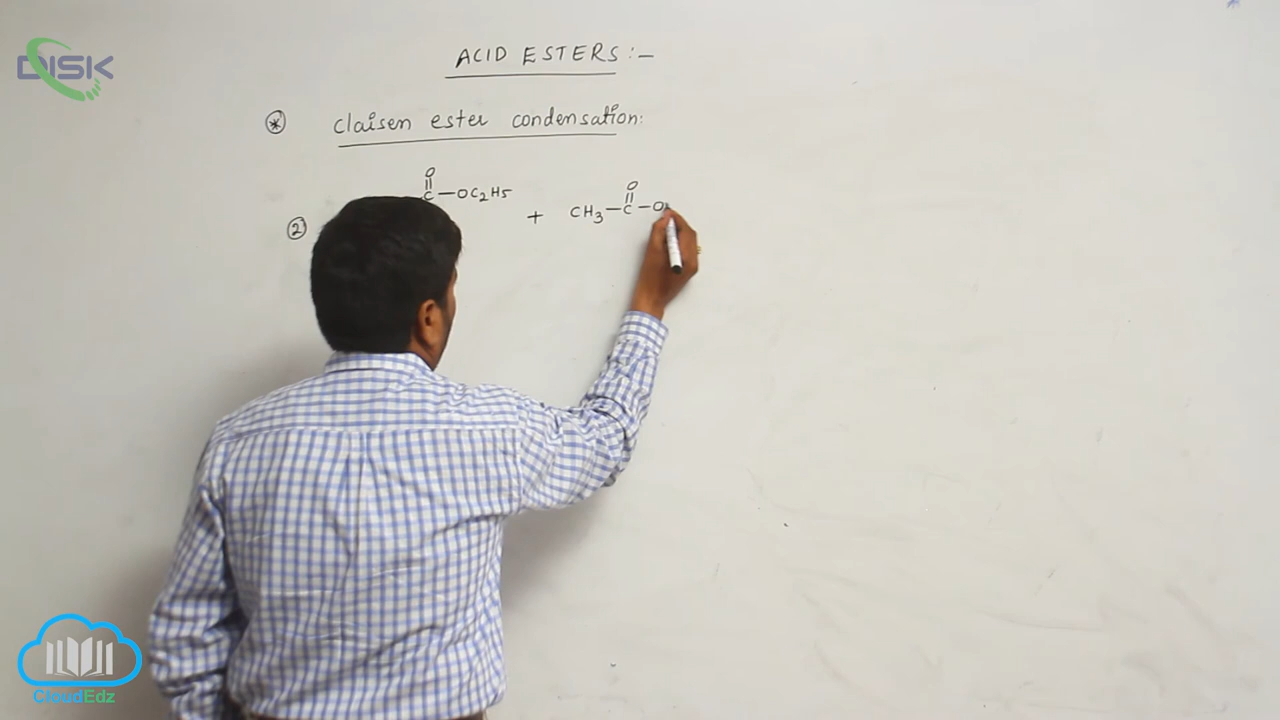 DISK
ACID ESTERS :-
* Claisen ester condensation:
O O
|| ||
2 C - OC2H5 + CH3 - C - O
CloudEdz